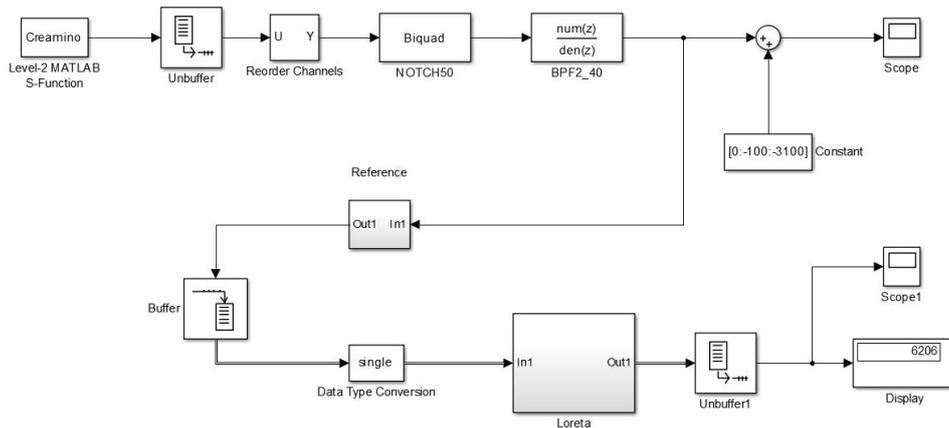 Creamino
Level-2 MATLAB
S-Function
Unbuffer
U Y
Reorder Channels
Biquad
NOTCH50
num(z)
den(z)
BPF2_40
++
Scope
[0:-100:-3100]
Constant
Reference
Out1 In1
Buffer
single
Data Type Conversion
In1 Out1
Loreta
Unbuffer1
Scope1
6206
Display